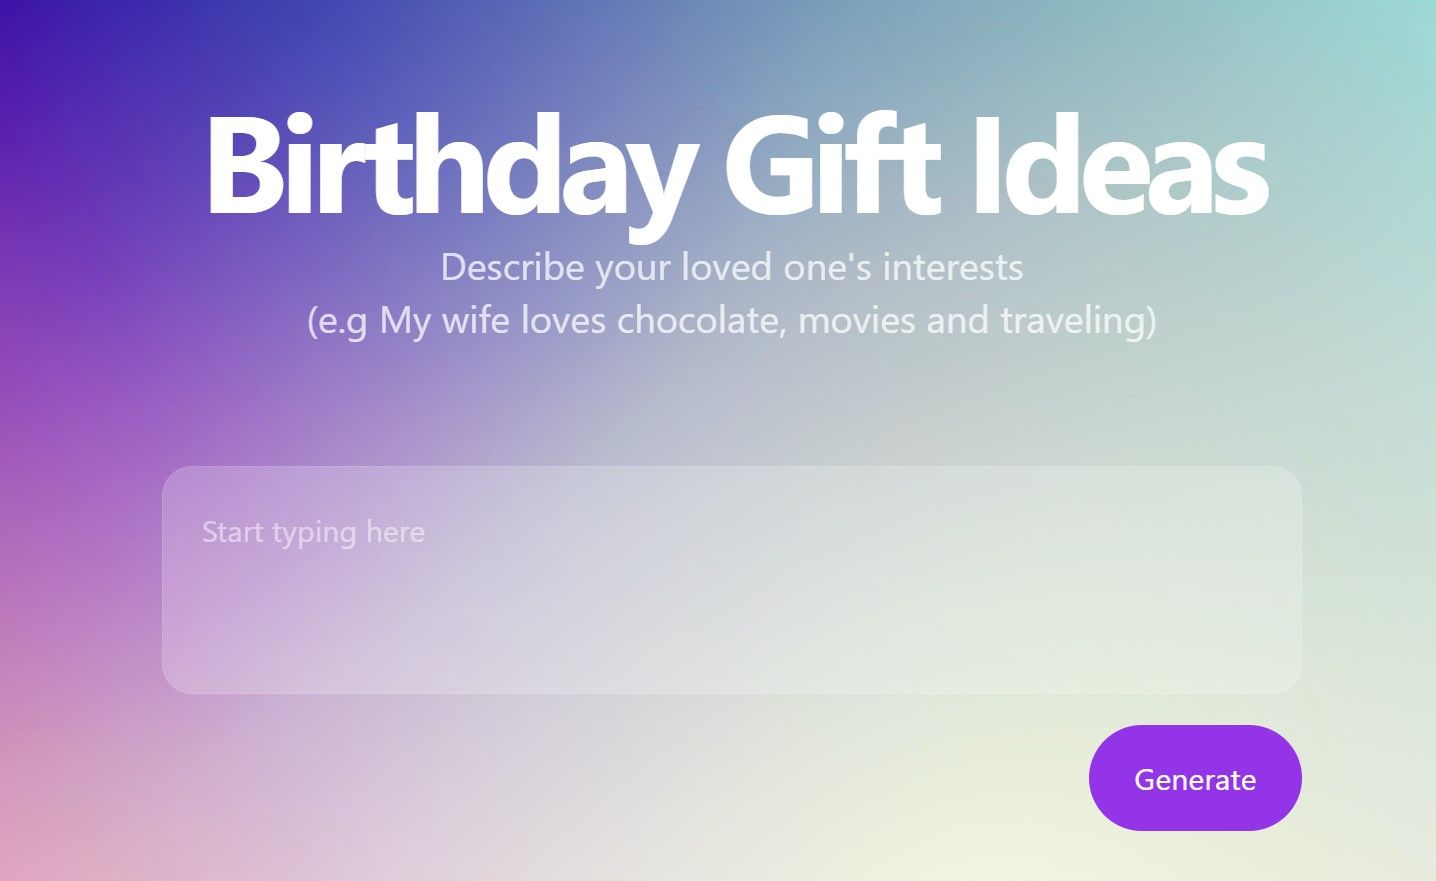 Birthday Gift Ideas
Describe your loved one's interests
(e.g My wife loves chocolate, movies and traveling)
Start typing here
Generate